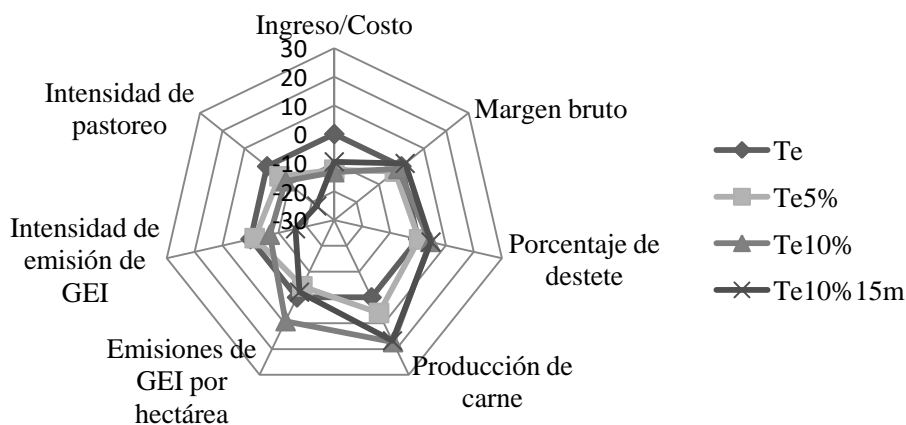 Ingreso/Costo
30
20
10
0
-10
-20
-30
Margen bruto
Porcentaje de
destete
Producción de
carne
Emisiones de
GEI por
hectárea
Intensidad de
emisión de
GEI
Intensidad de
pastoreo
Te
Te5%
Te10%
Te10%15m